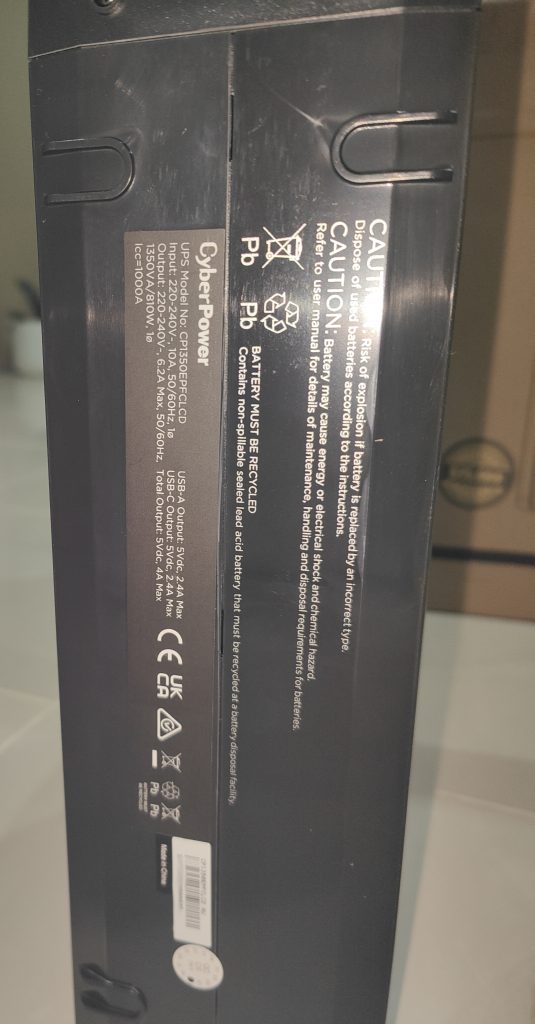 CAUTION: Risk of explosion if battery is replaced by an incorrect type.
Dispose of used batteries according to the instructions.
CAUTION: Battery may cause energy or electrical shock and chemical hazard.
Refer to user manual for details of maintenance, handling and disposal requirements for batteries.
Pb Pb
BATTERY MUST BE RECYCLED
Contains non-spillable sealed lead acid battery that must be recycled at a battery disposal facility.
CyberPower
UPS Model No: CP1350EPFCLCD
Input: 220-240V~, 10A, 50/60Hz, 1ø
Output: 220-240V~, 6.2A Max, 50/60Hz,
1350VA/810W, 1ø
Icc=1000A
USB-A Output: 5Vdc, 2.4A Max
USB-C Output: 5Vdc, 2.4A Max
Total Output: 5Vdc, 4A Max
CE
UK
CA
Pb Pb
Made in China